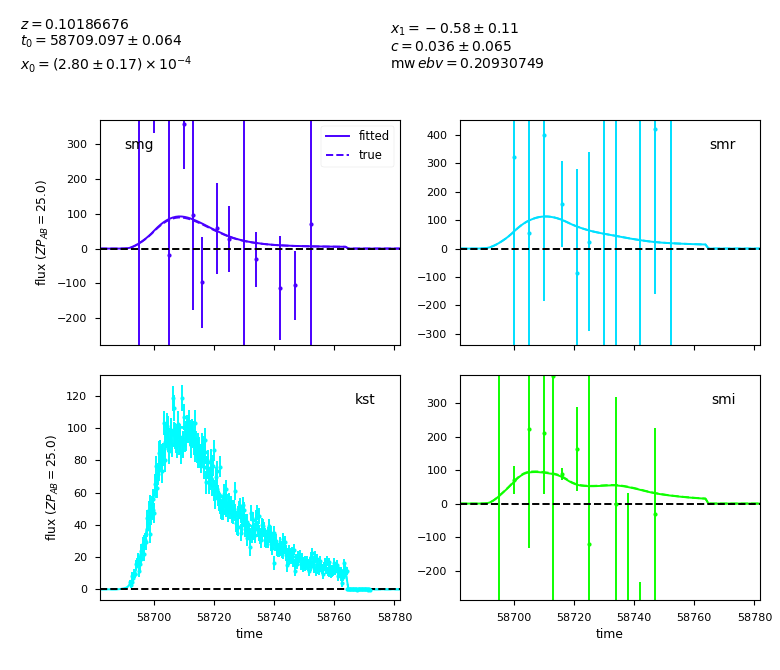 z = 0.10186676
t₀ = 58709.097 ± 0.064
x₀ = (2.80 ± 0.17) × 10⁻⁴
x₁ = −0.58 ± 0.11
c = 0.036 ± 0.065
mw ebv = 0.20930749
smg
fitted
true
300
200
100
0
−100
−200
flux (ZP_AB = 25.0)
smr
400
300
200
100
0
−100
−200
−300
kst
120
100
80
60
40
20
0
flux (ZP_AB = 25.0)
58700 58720 58740 58760 58780
time
smi
300
200
100
0
−100
−200
58700 58720 58740 58760 58780
time